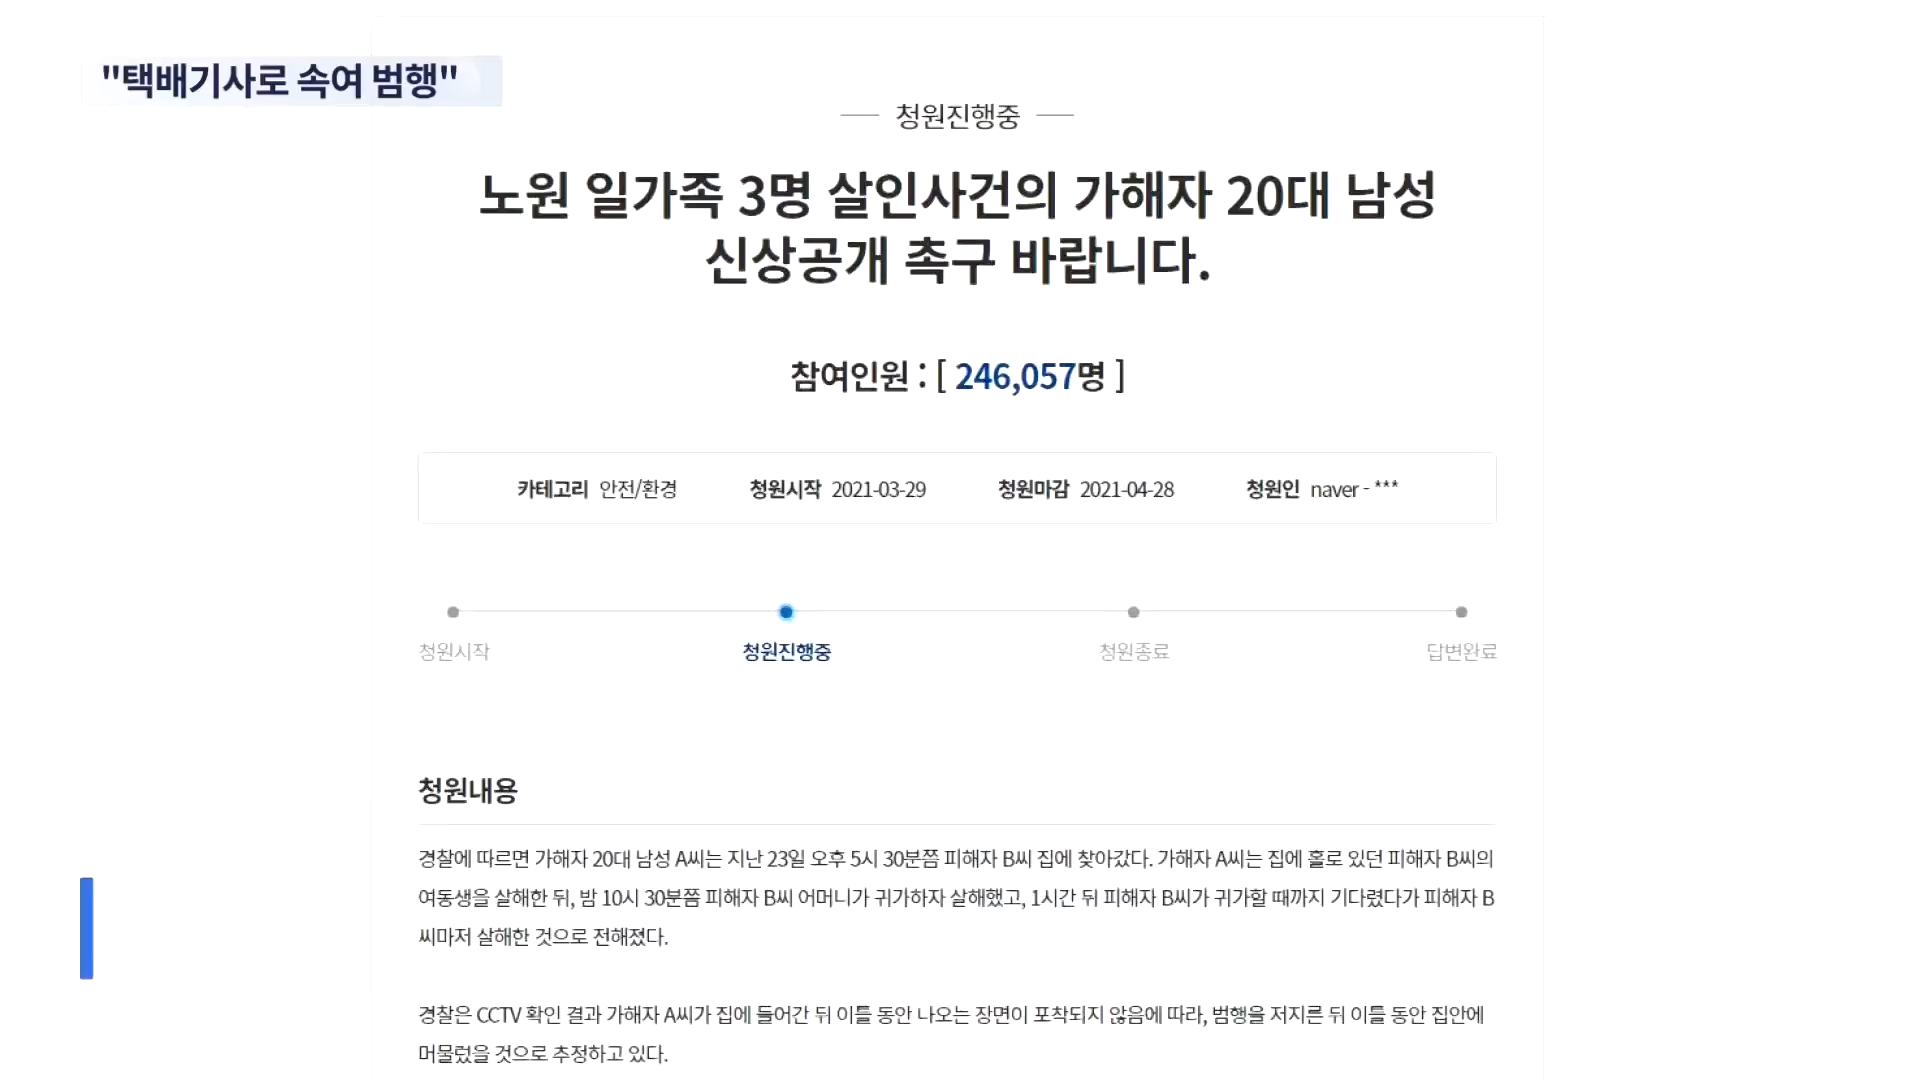 "택배기사로 속여 범행"
청원진행중
노원 일가족 3명 살인사건의 가해자 20대 남성
신상공개 촉구 바랍니다.
참여인원 : [ 246,057명 ]
카테고리 안전/환경 청원시작 2021-03-29 청원마감 2021-04-28 청원인 naver - ***
청원시작 청원진행중 청원종료 답변완료
청원내용
경찰에 따르면 가해자 20대 남성 A씨는 지난 23일 오후 5시 30분쯤 피해자 B씨 집에 찾아갔다. 가해자 A씨는 집에 홀로 있던 피해자 B씨의
여동생을 살해한 뒤, 밤 10시 30분쯤 피해자 B씨 어머니가 귀가하자 살해했고, 1시간 뒤 피해자 B씨가 귀가할 때까지 기다렸다가 피해자 B
씨마저 살해한 것으로 전해졌다.
경찰은 CCTV 확인 결과 가해자 A씨가 집에 들어간 뒤 이틀 동안 나오는 장면이 포착되지 않음에 따라, 범행을 저지른 뒤 이틀 동안 집안에
머물렀을 것으로 추정하고 있다.